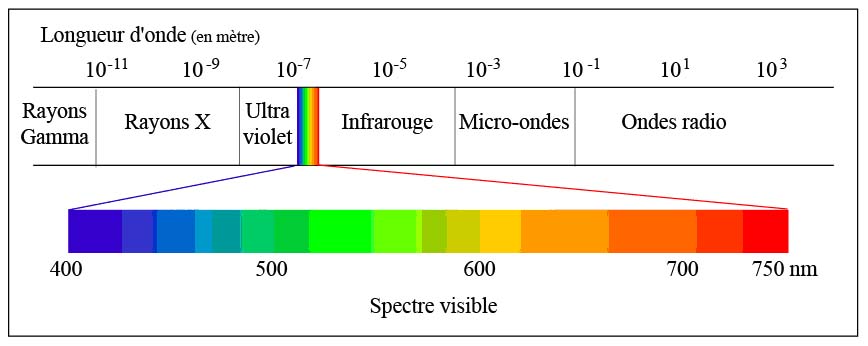 Longueur d'onde (en mètre)
10⁻¹¹ 10⁻⁹ 10⁻⁷ 10⁻⁵ 10⁻³ 10⁻¹ 10¹ 10³
Rayons Gamma Rayons X Ultra violet Infrarouge Micro-ondes Ondes radio
400 500 600 700 750 nm
Spectre visible